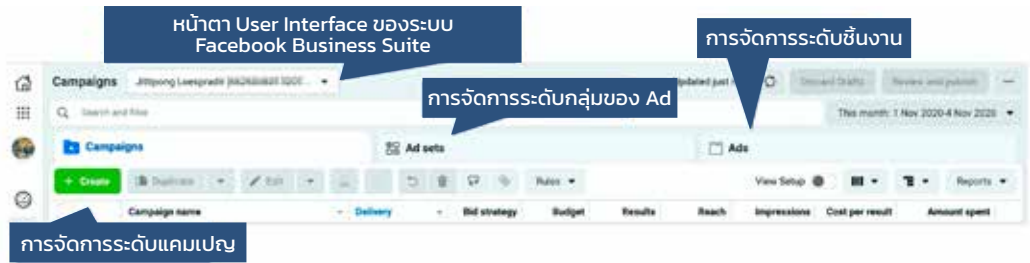 หน้าตา User Interface ของระบบ
Facebook Business Suite
การจัดการระดับชิ้นงาน
Campaigns
Updated just
Discard Drafts
Review and publish
การจัดการระดับกลุ่มของ Ad
Search and filter
This month: 1 Nov 2020-4 Nov 2020
Campaigns
Ad sets
Ads
+ Create
Duplicate
Edit
Rules
View Setup
Reports
Campaign name
Delivery
Bid strategy
Budget
Results
Reach
Impressions
Cost per result
Amount spent
การจัดการระดับแคมเปญ